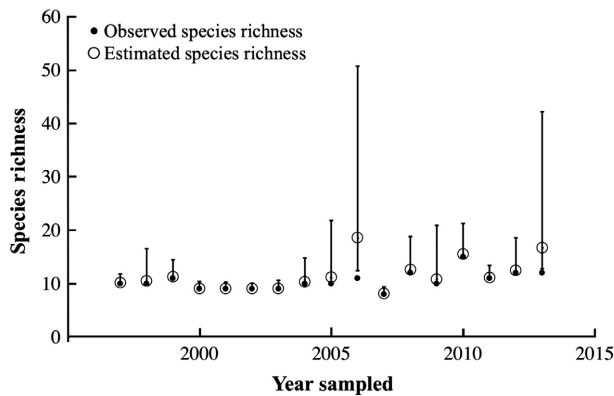 60
50
40
30
20
10
0
Species richness
Observed species richness
Estimated species richness
2000
2005
2010
2015
Year sampled